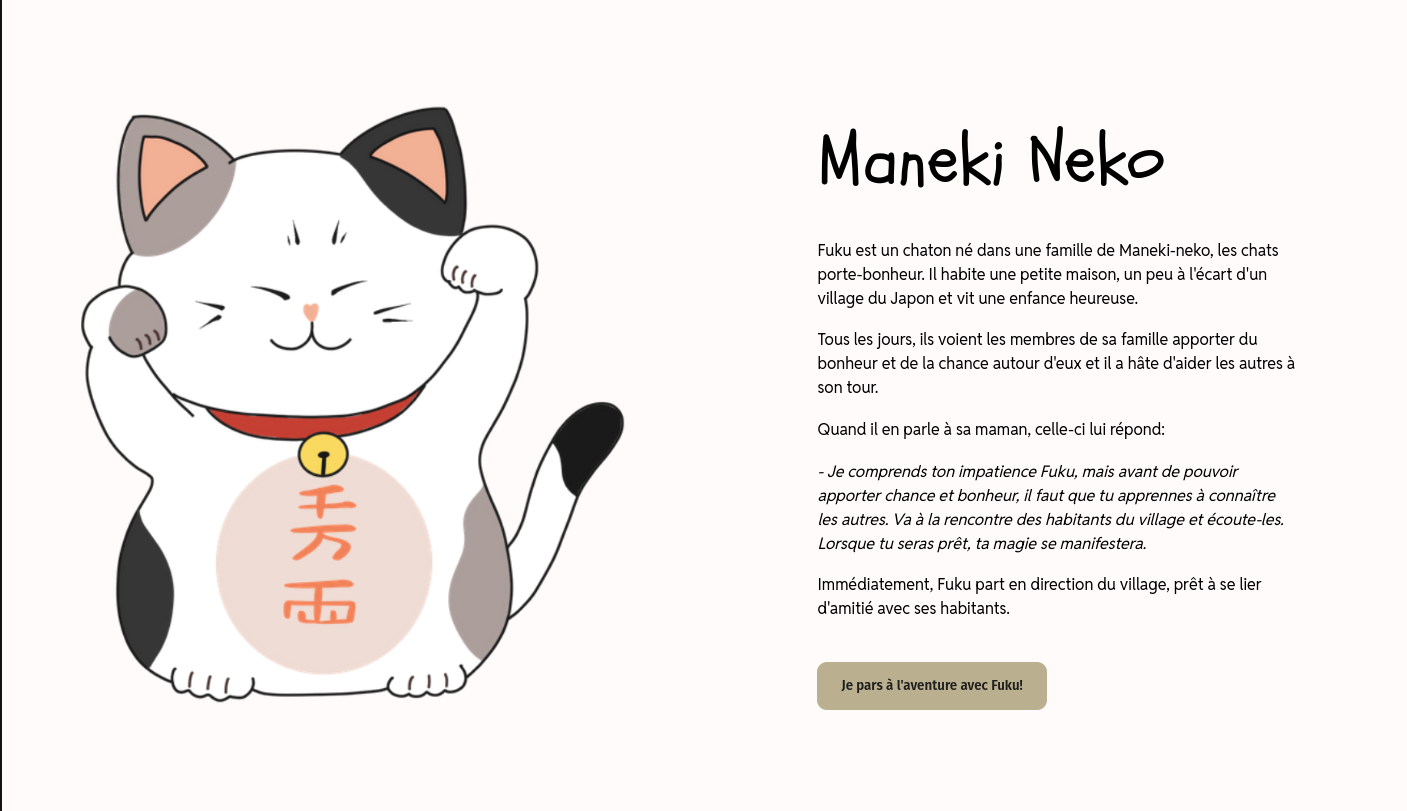 Maneki Neko
千
万
両
Fuku est un chaton né dans une famille de Maneki-neko, les chats
porte-bonheur. Il habite une petite maison, un peu à l'écart d'un
village du Japon et vit une enfance heureuse.
Tous les jours, ils voient les membres de sa famille apporter du
bonheur et de la chance autour d'eux et il a hâte d'aider les autres à
son tour.
Quand il en parle à sa maman, celle-ci lui répond:
- Je comprends ton impatience Fuku, mais avant de pouvoir
apporter chance et bonheur, il faut que tu apprennes à connaître
les autres. Va à la rencontre des habitants du village et écoute-les.
Lorsque tu seras prêt, ta magie se manifestera.
Immédiatement, Fuku part en direction du village, prêt à se lier
d'amitié avec ses habitants.
Je pars à l'aventure avec Fuku!